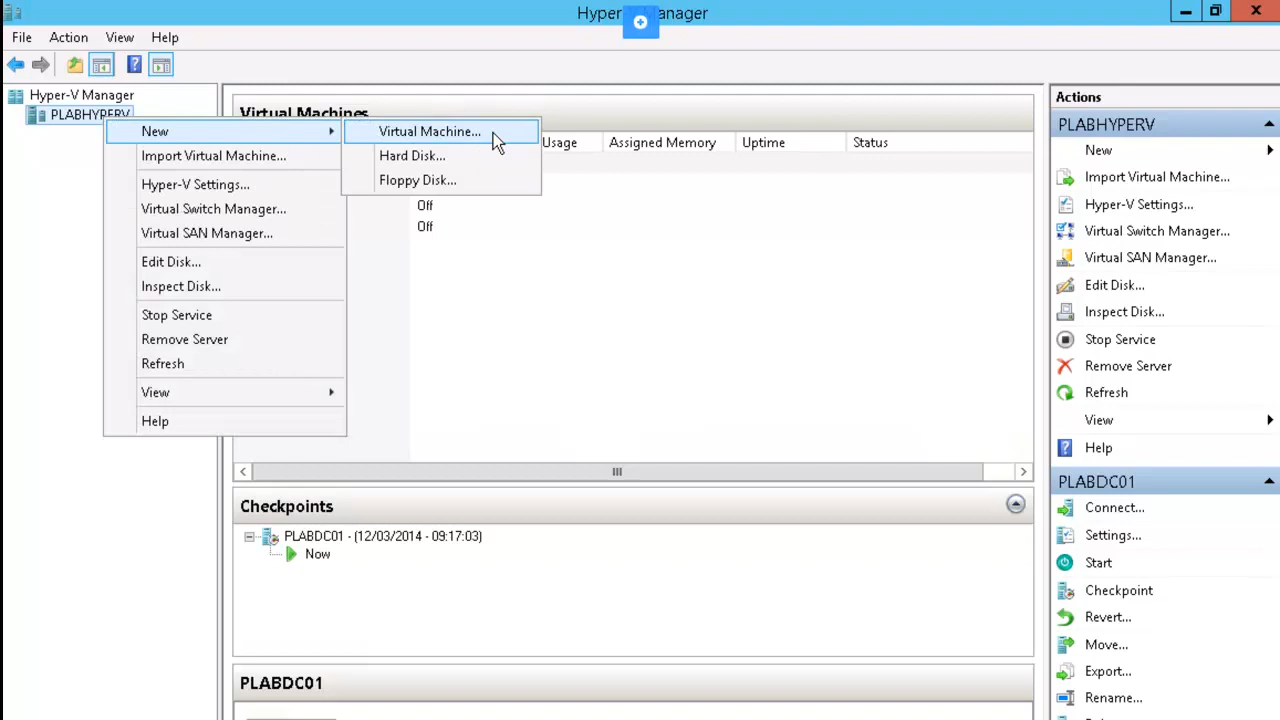 Hyper-V Manager
File Action View Help
Hyper-V Manager
PLABHYPERV
New
Import Virtual Machine...
Hyper-V Settings...
Virtual Switch Manager...
Virtual SAN Manager...
Edit Disk...
Inspect Disk...
Stop Service
Remove Server
Refresh
View
Help
Virtual Machine...
Hard Disk...
Floppy Disk...
Virtual Machines
Usage Assigned Memory Uptime Status
Off
Off
Checkpoints
PLABDC01 - (12/03/2014 - 09:17:03)
Now
PLABDC01
Actions
PLABHYPERV
New
Import Virtual Machine...
Hyper-V Settings...
Virtual Switch Manager...
Virtual SAN Manager...
Edit Disk...
Inspect Disk...
Stop Service
Remove Server
Refresh
View
Help
PLABDC01
Connect...
Settings...
Start
Checkpoint
Revert...
Move...
Export...
Rename...